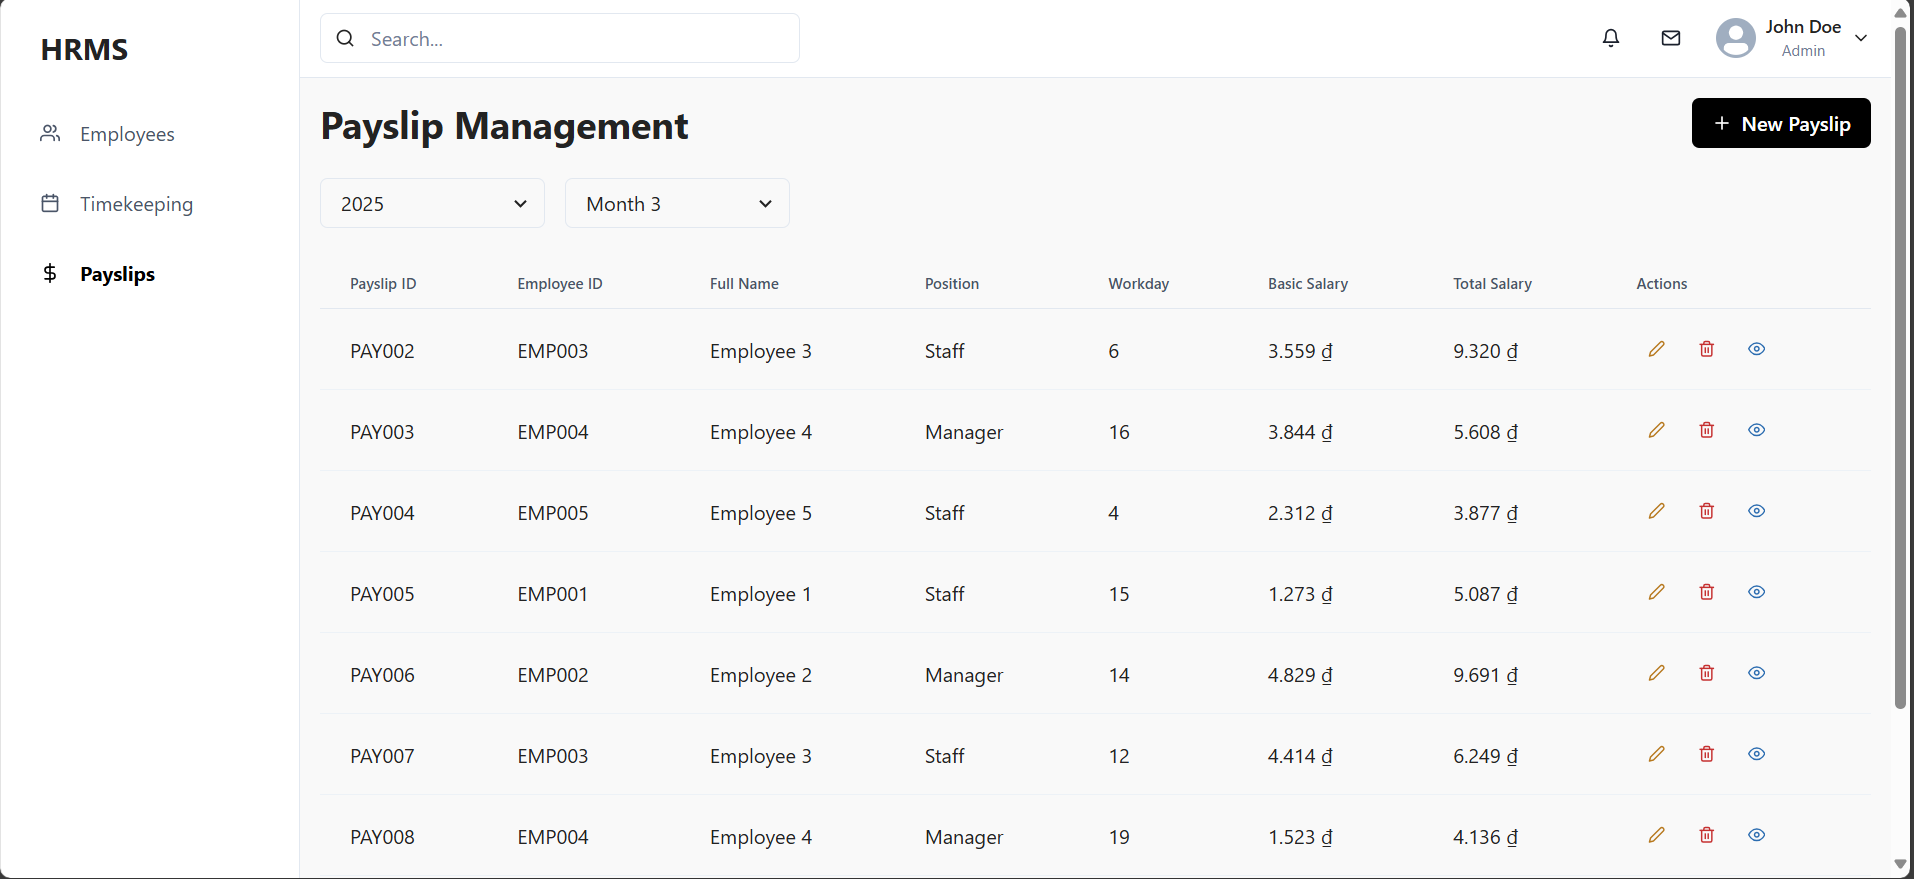 HRMS
Search...
John Doe
Admin
Employees
Timekeeping
Payslips
Payslip Management
New Payslip
2025
Month 3
Payslip ID Employee ID Full Name Position Workday Basic Salary Total Salary Actions
PAY002 EMP003 Employee 3 Staff 6 3.559 ₫ 9.320 ₫
PAY003 EMP004 Employee 4 Manager 16 3.844 ₫ 5.608 ₫
PAY004 EMP005 Employee 5 Staff 4 2.312 ₫ 3.877 ₫
PAY005 EMP001 Employee 1 Staff 15 1.273 ₫ 5.087 ₫
PAY006 EMP002 Employee 2 Manager 14 4.829 ₫ 9.691 ₫
PAY007 EMP003 Employee 3 Staff 12 4.414 ₫ 6.249 ₫
PAY008 EMP004 Employee 4 Manager 19 1.523 ₫ 4.136 ₫